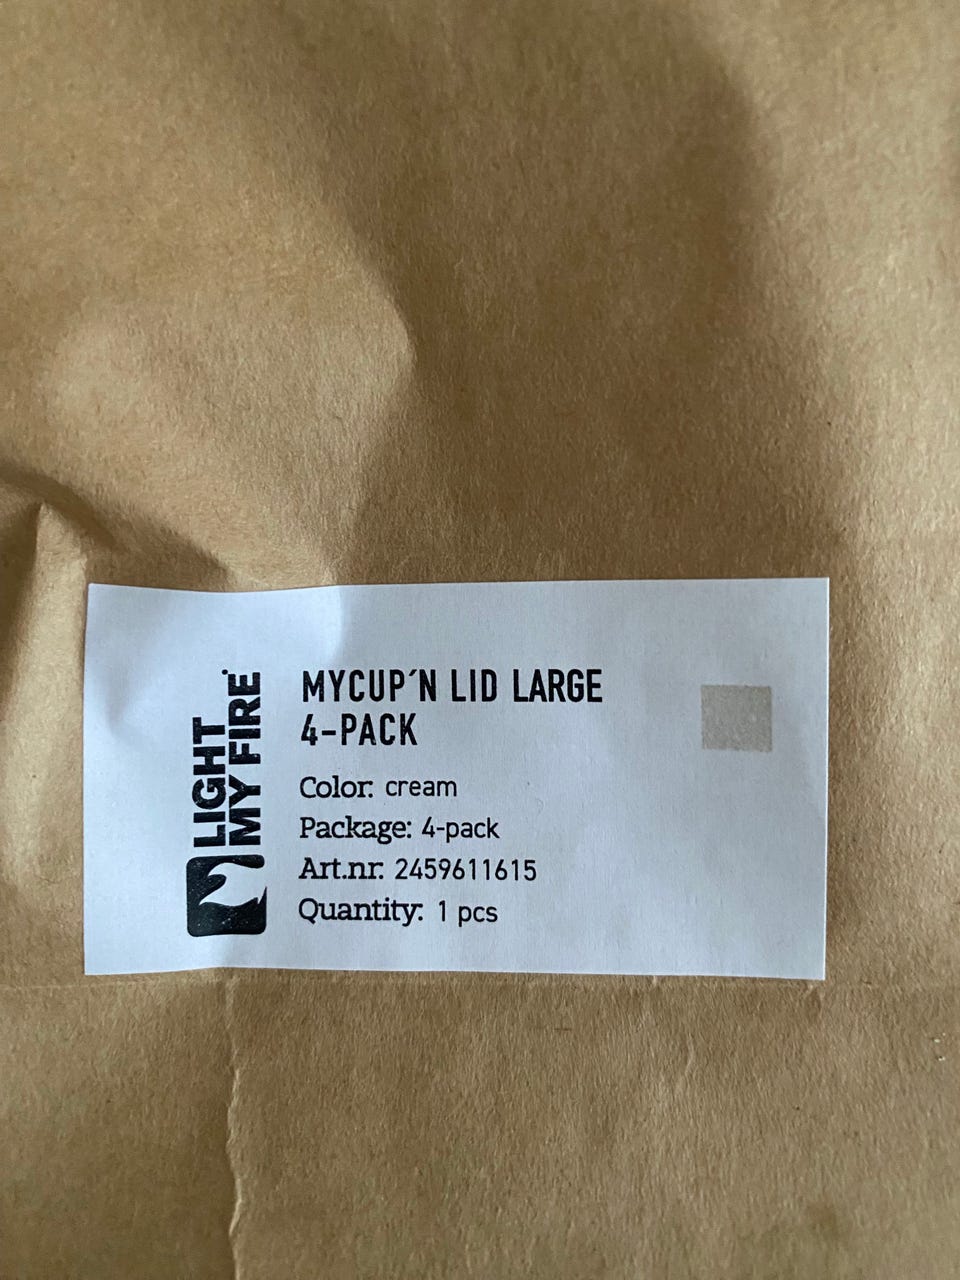 LIGHT
MY FIRE
MYCUP´N LID LARGE
4-PACK
Color: cream
Package: 4-pack
Art.nr: 2459611615
Quantity: 1 pcs